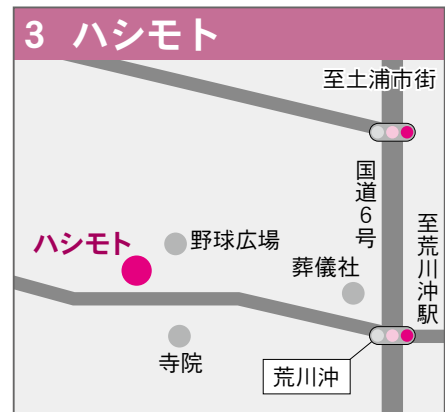 3 ハシモト
至土浦市街
国道6号
至荒川沖駅
ハシモト
野球広場
葬儀社
寺院
荒川沖